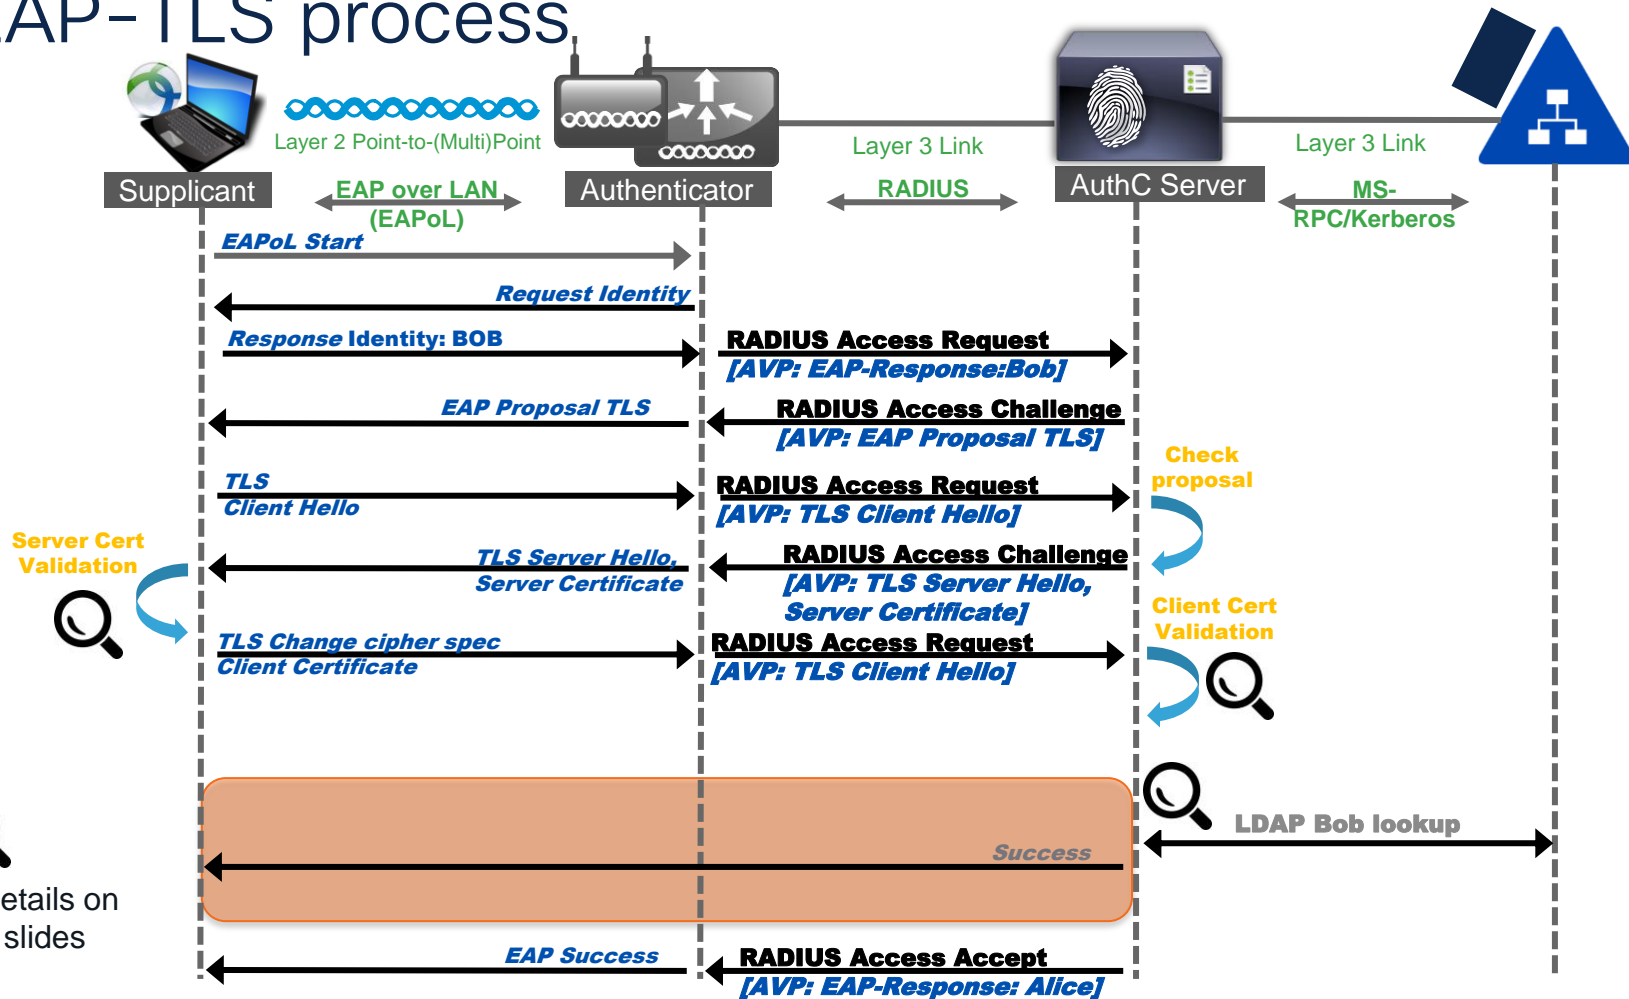 EAP-TLS process
Layer 2 Point-to-(Multi)Point
Layer 3 Link
Layer 3 Link
Supplicant
EAP over LAN
(EAPoL)
Authenticator
RADIUS
AuthC Server
MS-
RPC/Kerberos
EAPoL Start
Request Identity
Response Identity: BOB
RADIUS Access Request
[AVP: EAP-Response:Bob]
EAP Proposal TLS
RADIUS Access Challenge
[AVP: EAP Proposal TLS]
Check
proposal
TLS
Client Hello
RADIUS Access Request
[AVP: TLS Client Hello]
Server Cert
Validation
TLS Server Hello,
Server Certificate
RADIUS Access Challenge
[AVP: TLS Server Hello,
Server Certificate]
Client Cert
Validation
TLS Change cipher spec
Client Certificate
RADIUS Access Request
[AVP: TLS Client Hello]
LDAP Bob lookup
Success
etails on
slides
EAP Success
RADIUS Access Accept
[AVP: EAP-Response: Alice]